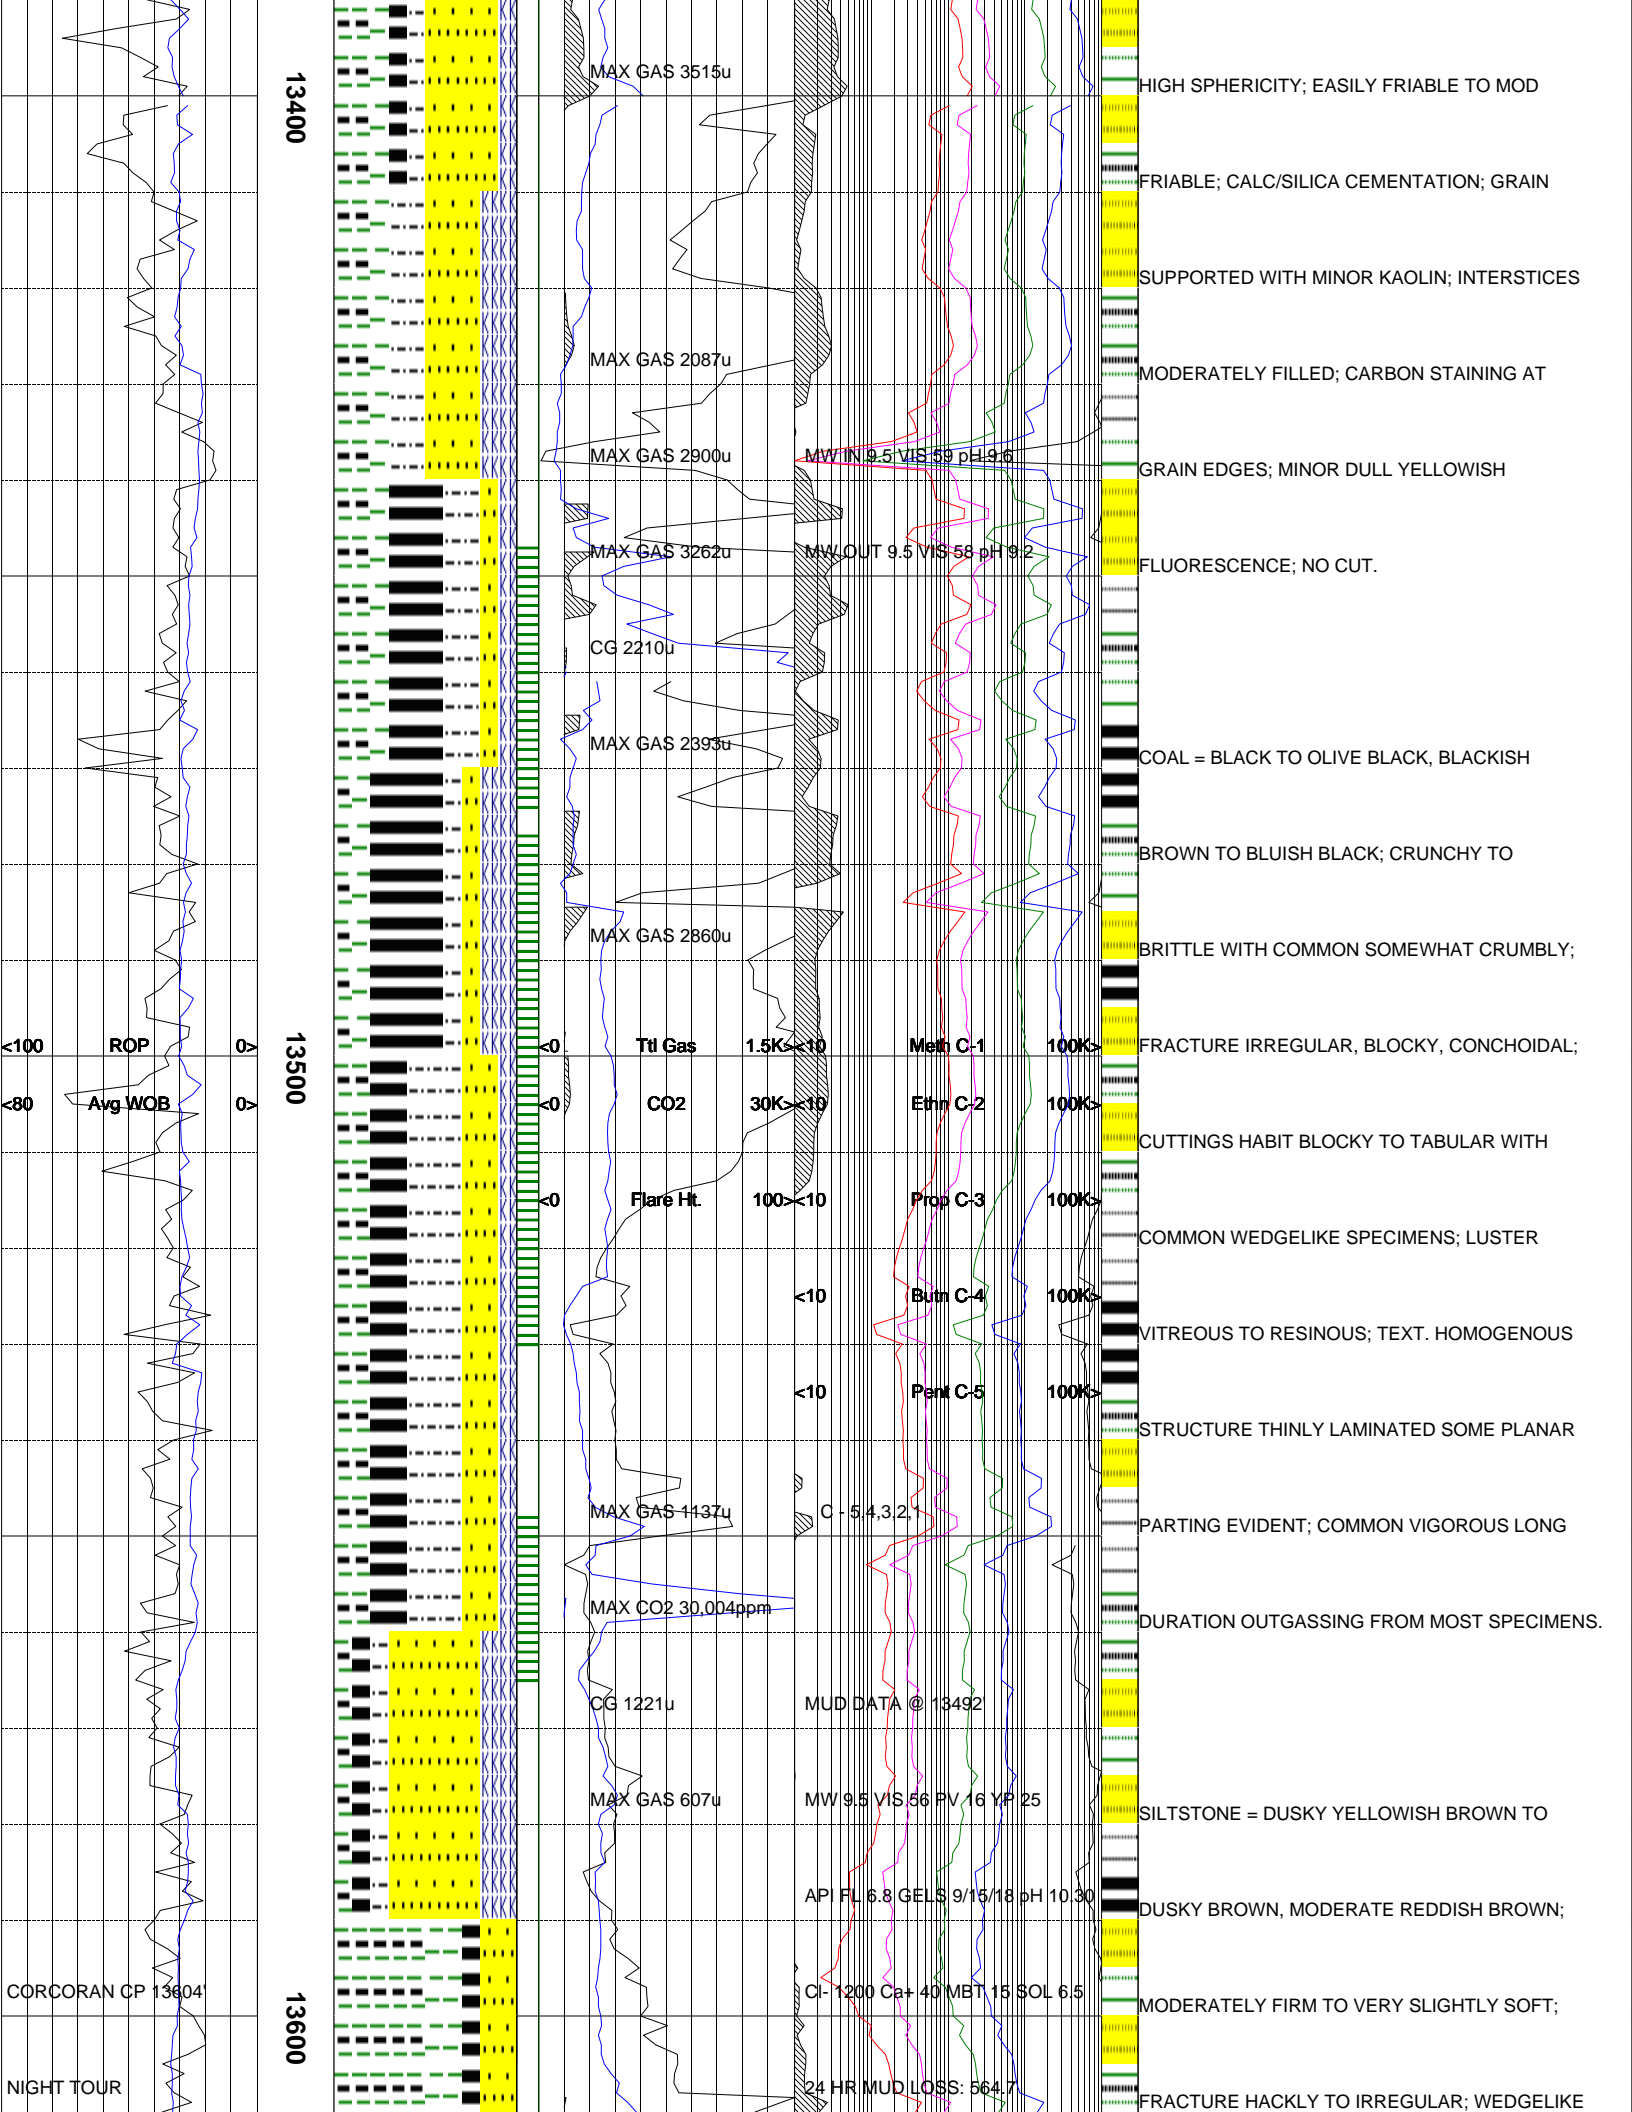 MAX GAS 3515u
HIGH SPHERICITY; EASILY FRIABLE TO MOD
13400
FRIABLE; CALC/SILICA CEMENTATION; GRAIN
SUPPORTED WITH MINOR KAOLIN; INTERSTICES
MAX GAS 2087u
MODERATELY FILLED; CARBON STAINING AT
MAX GAS 2900u
MW IN 9.5 VIS 59 pH 9.6
GRAIN EDGES; MINOR DULL YELLOWISH
MAX GAS 3262u
MW OUT 9.5 VIS 58 pH 9.2
FLUORESCENCE; NO CUT.
CG 2210u
MAX GAS 2393u
COAL = BLACK TO OLIVE BLACK, BLACKISH
BROWN TO BLUISH BLACK; CRUNCHY TO
MAX GAS 2860u
BRITTLE WITH COMMON SOMEWHAT CRUMBLY;
<100 ROP 0>
13500
<0 Ttl Gas 1.5K>
<10 Meth C-1 100K>
FRACTURE IRREGULAR, BLOCKY, CONCHOIDAL;
<80 Avg WOB 0>
<0 CO2 30K>
<10 Ethn C-2 100K>
CUTTINGS HABIT BLOCKY TO TABULAR WITH
<0 Flare Ht. 100>
<10 Prop C-3 100K>
COMMON WEDGELIKE SPECIMENS; LUSTER
<10 Butn C-4 100K>
VITREOUS TO RESINOUS; TEXT. HOMOGENOUS
<10 Pent C-5 100K>
STRUCTURE THINLY LAMINATED SOME PLANAR
MAX GAS 1137u
C - 5,4,3,2,1
PARTING EVIDENT; COMMON VIGOROUS LONG
MAX CO2 30,004ppm
DURATION OUTGASSING FROM MOST SPECIMENS.
CG 1221u
MUD DATA @ 13492'
MAX GAS 607u
MW 9.5 VIS 56 PV 16 YP 25
SILTSTONE = DUSKY YELLOWISH BROWN TO
API FL 6.8 GELS 9/15/18 pH 10.30
DUSKY BROWN, MODERATE REDDISH BROWN;
CORCORAN CP 13604'
13600
Cl- 1200 Ca+ 40 MBT 15 SOL 6.5
MODERATELY FIRM TO VERY SLIGHTLY SOFT;
NIGHT TOUR
24 HR MUD LOSS: 564.7
FRACTURE HACKLY TO IRREGULAR; WEDGELIKE